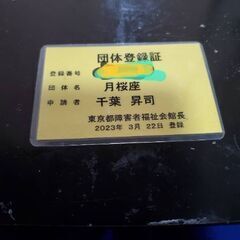 団体登録証
登録番号
団体名 月桜座
申請者 千葉 昇司
東京都障害者福祉会館長
2023年 3月 22日 登録